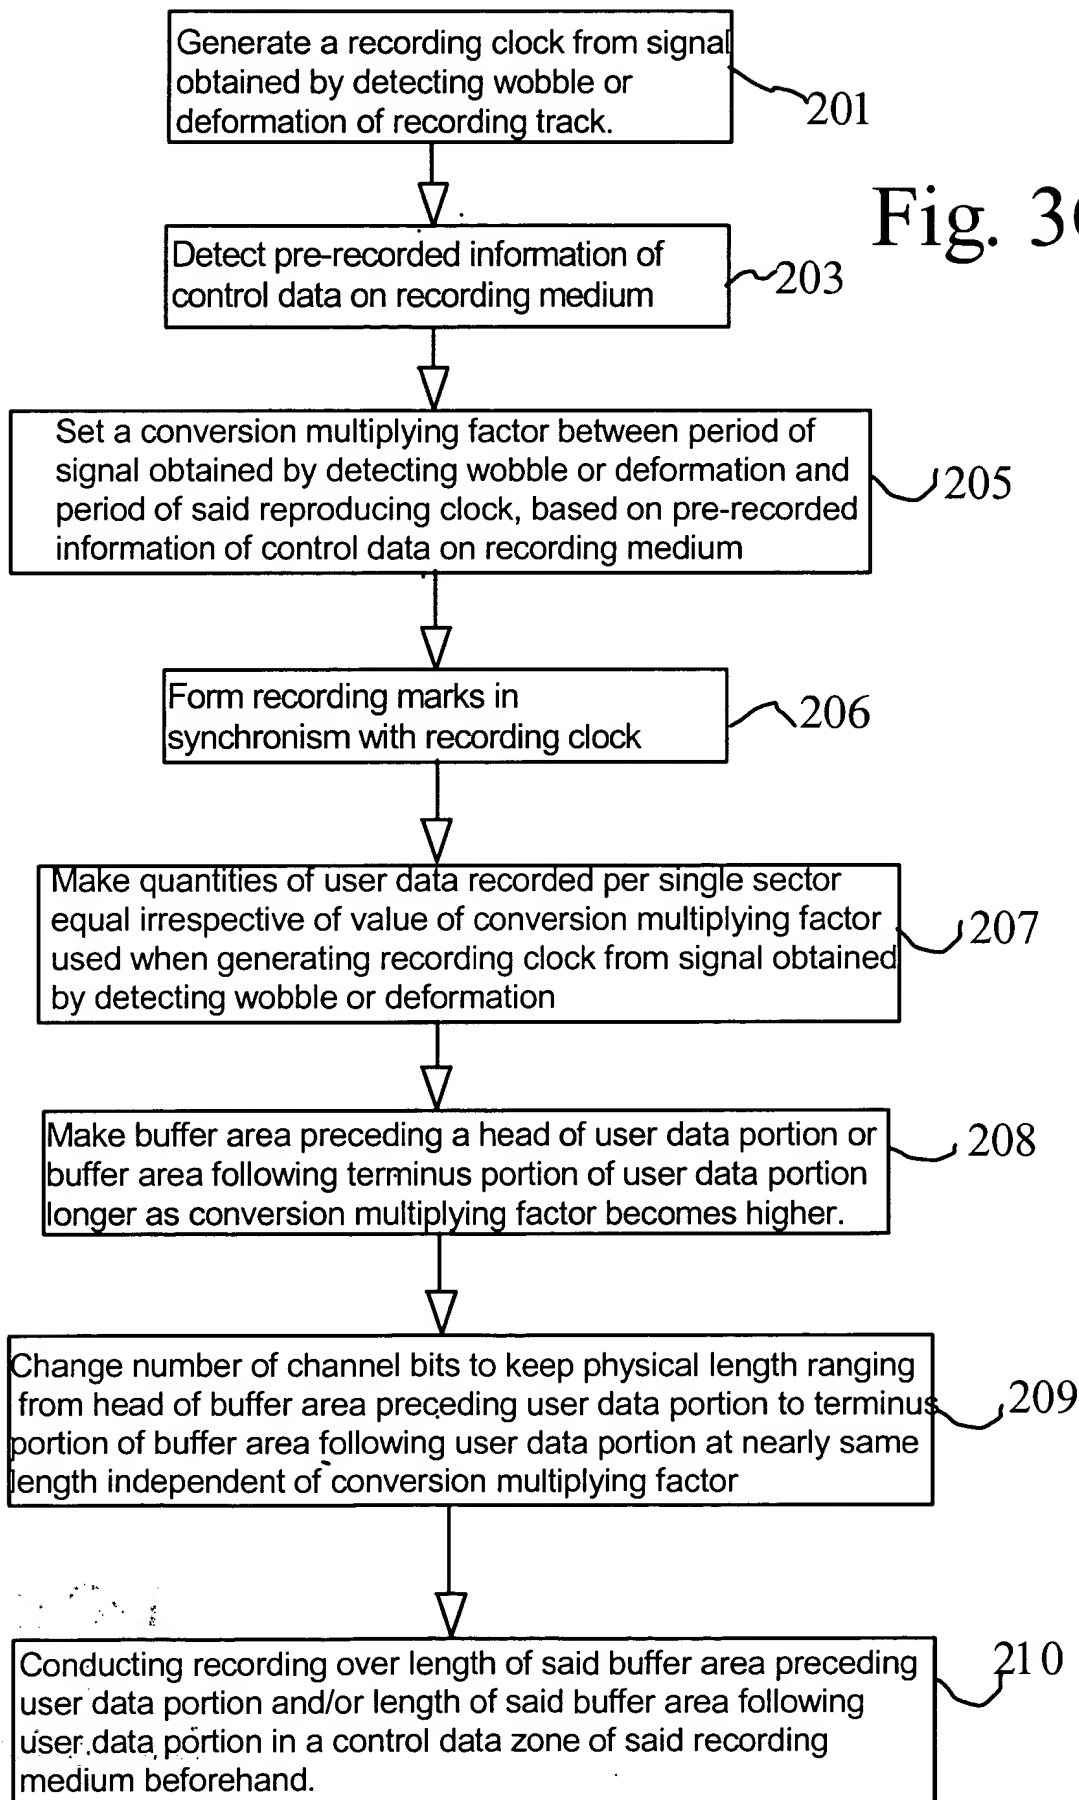 Generate a recording clock from signal
obtained by detecting wobble or
deformation of recording track.
201
Fig. 3
Detect pre-recorded information of
control data on recording medium
203
Set a conversion multiplying factor between period of
signal obtained by detecting wobble or deformation and
period of said reproducing clock, based on pre-recorded
information of control data on recording medium
205
Form recording marks in
synchronism with recording clock
206
Make quantities of user data recorded per single sector
equal irrespective of value of conversion multiplying factor
used when generating recording clock from signal obtained
by detecting wobble or deformation
207
Make buffer area preceding a head of user data portion or
buffer area following terminus portion of user data portion
longer as conversion multiplying factor becomes higher.
208
Change number of channel bits to keep physical length ranging
from head of buffer area preceding user data portion to terminus
portion of buffer area following user data portion at nearly same
length independent of conversion multiplying factor
209
Conducting recording over length of said buffer area preceding
user data portion and/or length of said buffer area following
user data portion in a control data zone of said recording
medium beforehand.
210